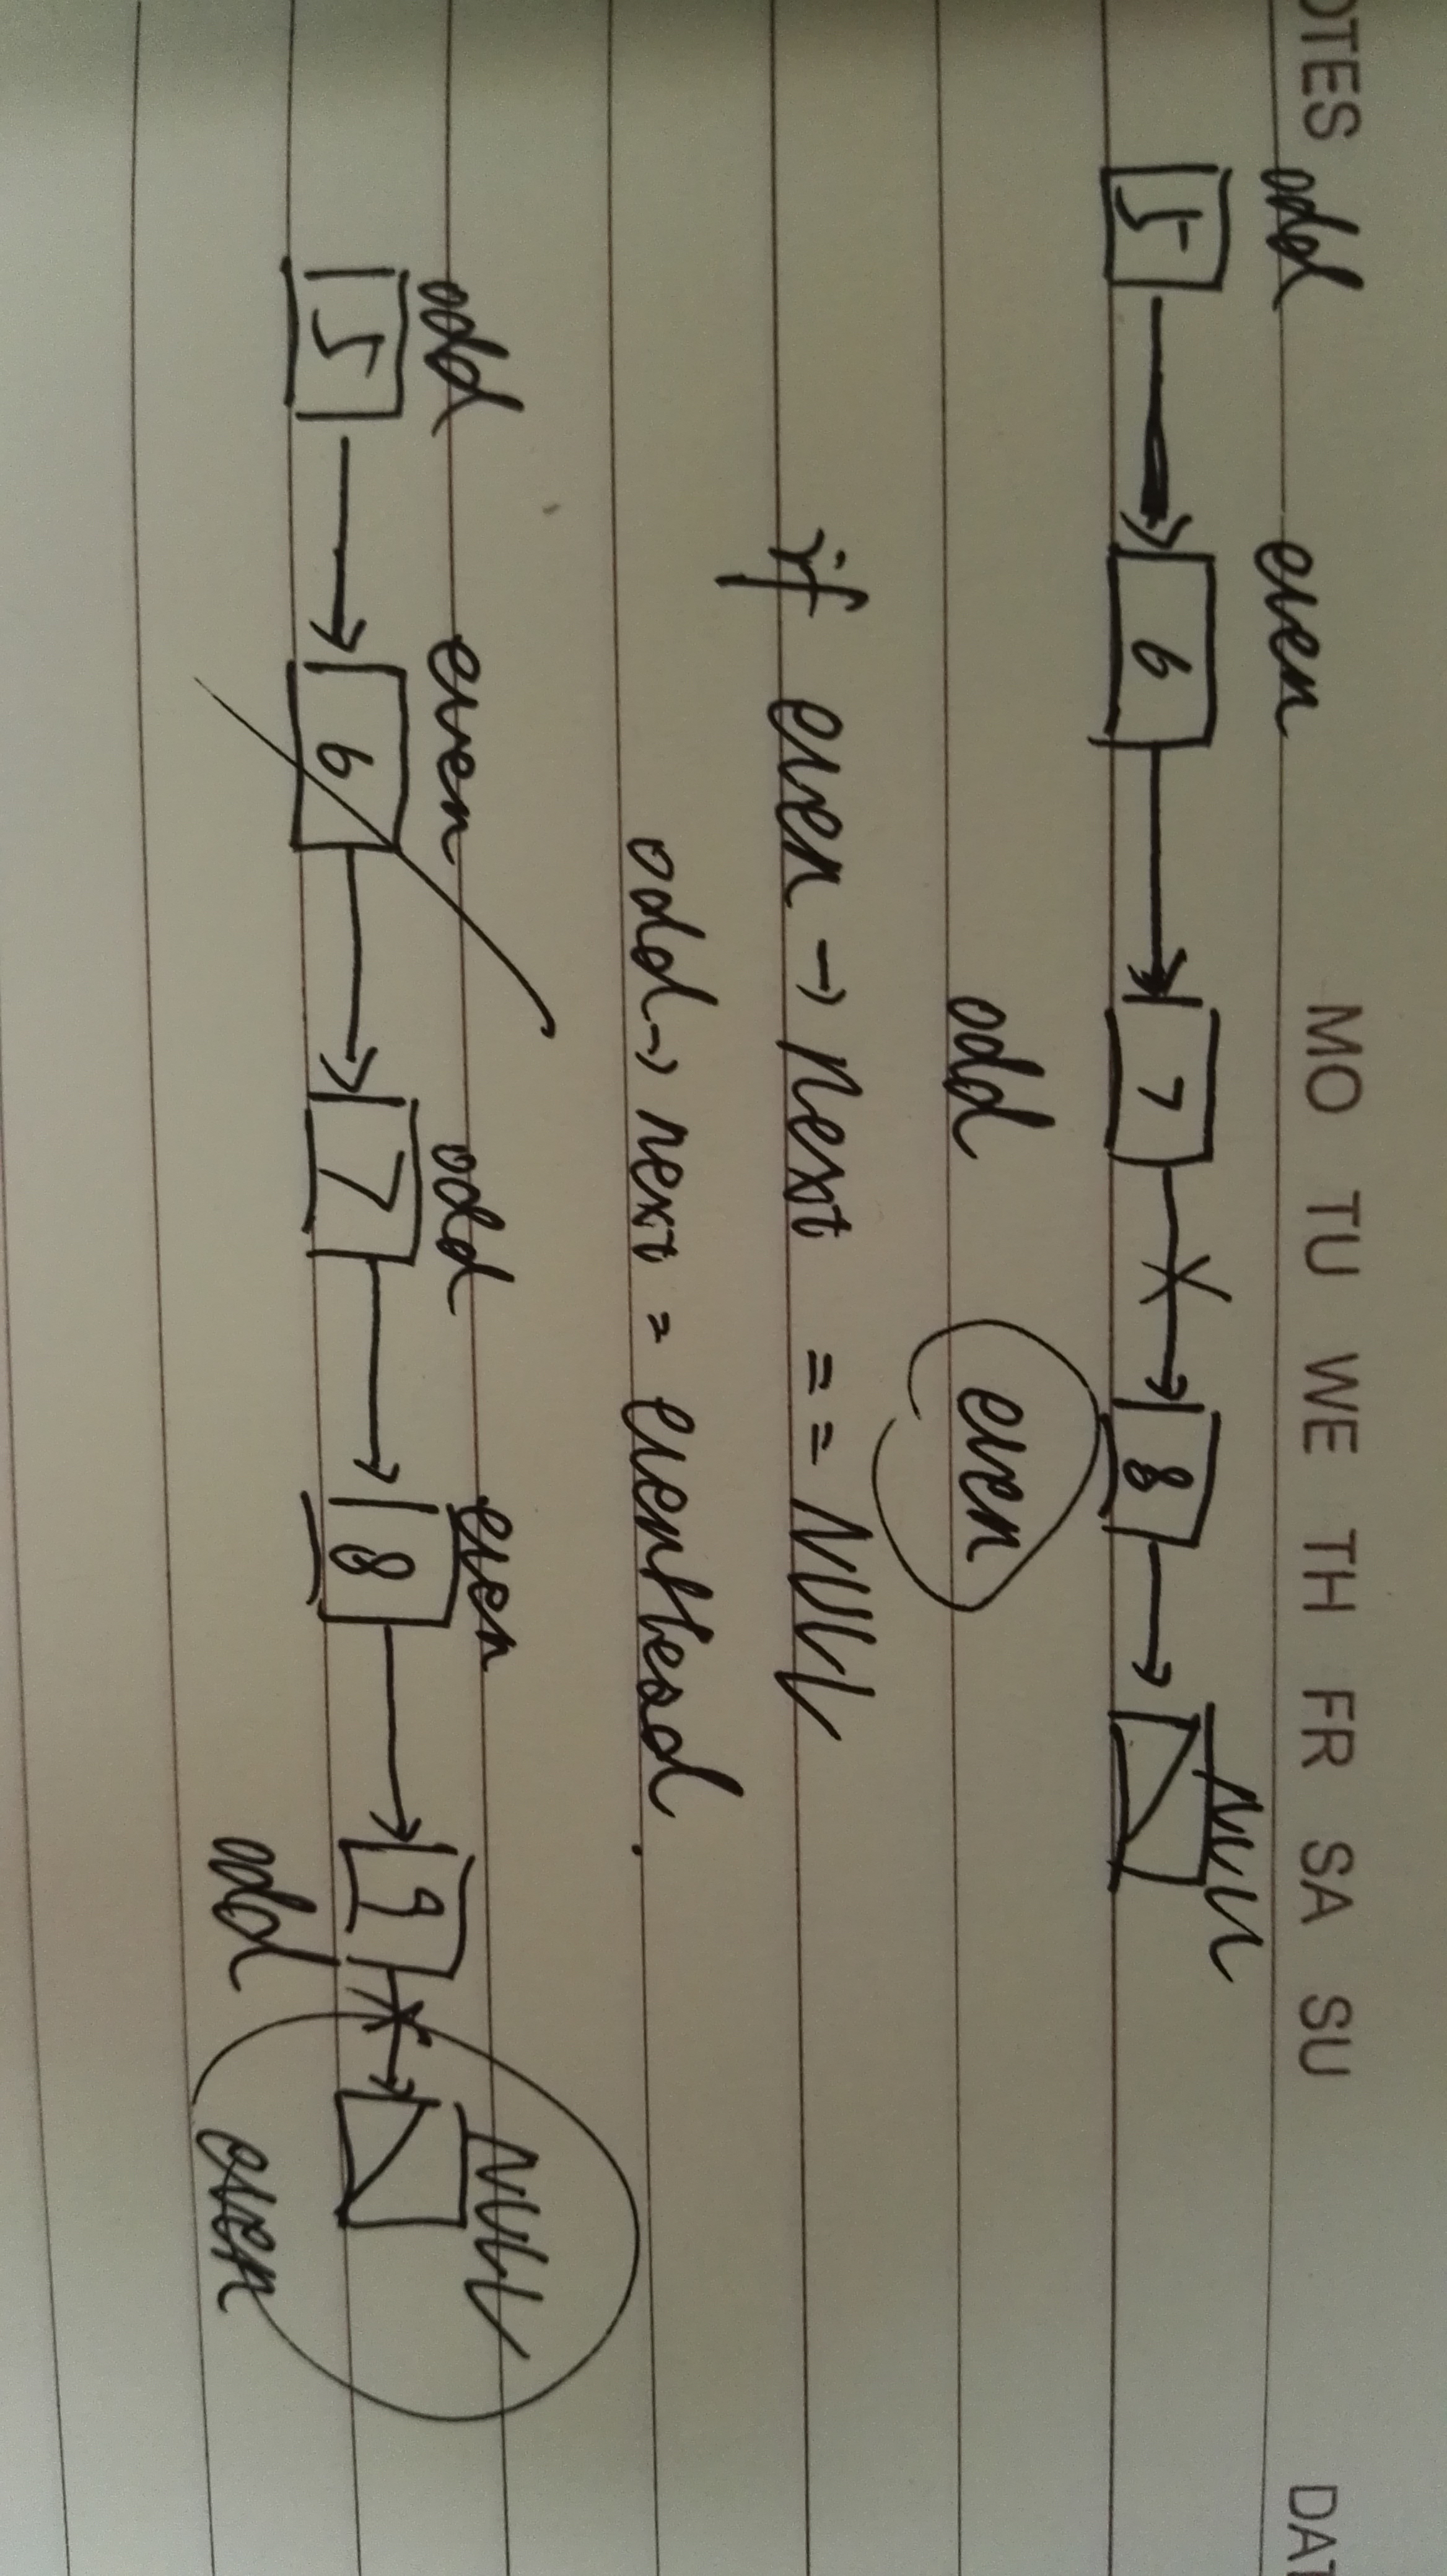 OTES MO TU WE TH FR SA SU DAT
odd even
NULL
5 6 7 8
odd even
if even → next == NULL
odd → next = evenHead.
odd even odd even NULL
5 6 7 8 9
odd even